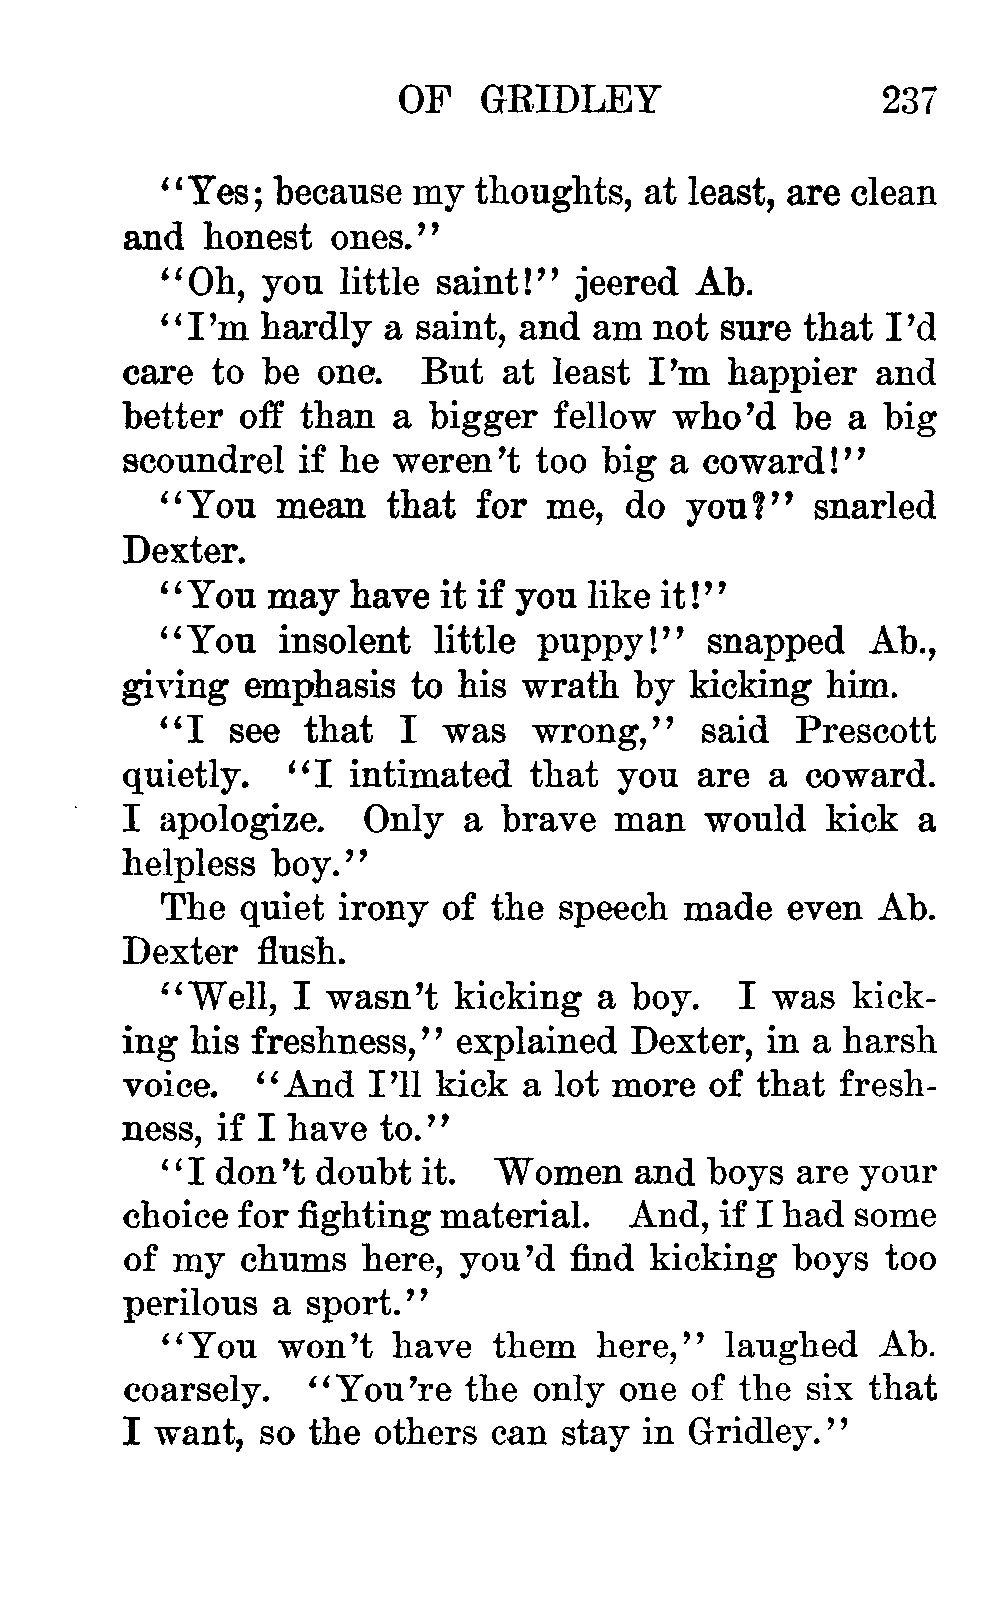 OF GRIDLEY 237
“Yes; because my thoughts, at least, are clean
and honest ones.”
“Oh, you little saint!” jeered Ab.
“I’m hardly a saint, and am not sure that I’d
care to be one. But at least I’m happier and
better off than a bigger fellow who’d be a big
scoundrel if he weren’t too big a coward!”
“You mean that for me, do you?” snarled
Dexter.
“You may have it if you like it!”
“You insolent little puppy!” snapped Ab.,
giving emphasis to his wrath by kicking him.
“I see that I was wrong,” said Prescott
quietly. “I intimated that you are a coward.
I apologize. Only a brave man would kick a
helpless boy.”
The quiet irony of the speech made even Ab.
Dexter flush.
“Well, I wasn’t kicking a boy. I was kick-
ing his freshness,” explained Dexter, in a harsh
voice. “And I’ll kick a lot more of that fresh-
ness, if I have to.”
“I don’t doubt it. Women and boys are your
choice for fighting material. And, if I had some
of my chums here, you’d find kicking boys too
perilous a sport.”
“You won’t have them here,” laughed Ab.
coarsely. “You’re the only one of the six that
I want, so the others can stay in Gridley.”